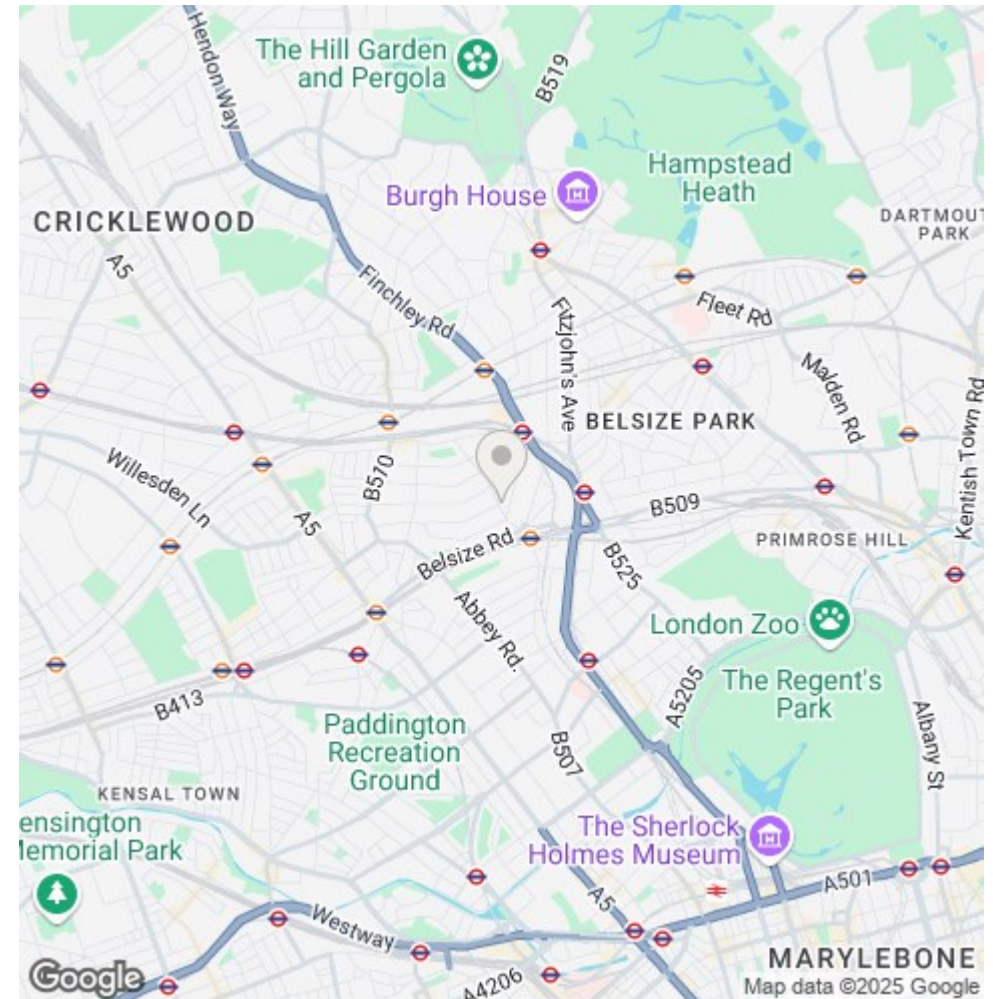 Hendon Way
The Hill Garden
and Pergola
B519
Burgh House
Hampstead
Heath
CRICKLEWOOD
DARTMOUT
PARK
A5
Finchley Rd
Fitzjohn's Ave
Fleet Rd
Malden Rd
Kentish Town Rd
BELSIZE PARK
Willesden Ln
B510
A5
B509
PRIMROSE HILL
Belsize Rd
B525
Abbey Rd.
London Zoo
The Regent's
Park
A5205
B413
Albany St
Paddington
Recreation
Ground
B507
KENSAL TOWN
ensington
Memorial Park
The Sherlock
Holmes Museum
A5
A501
Westway
MARYLEBONE
A4206
Google
Map data ©2025 Google